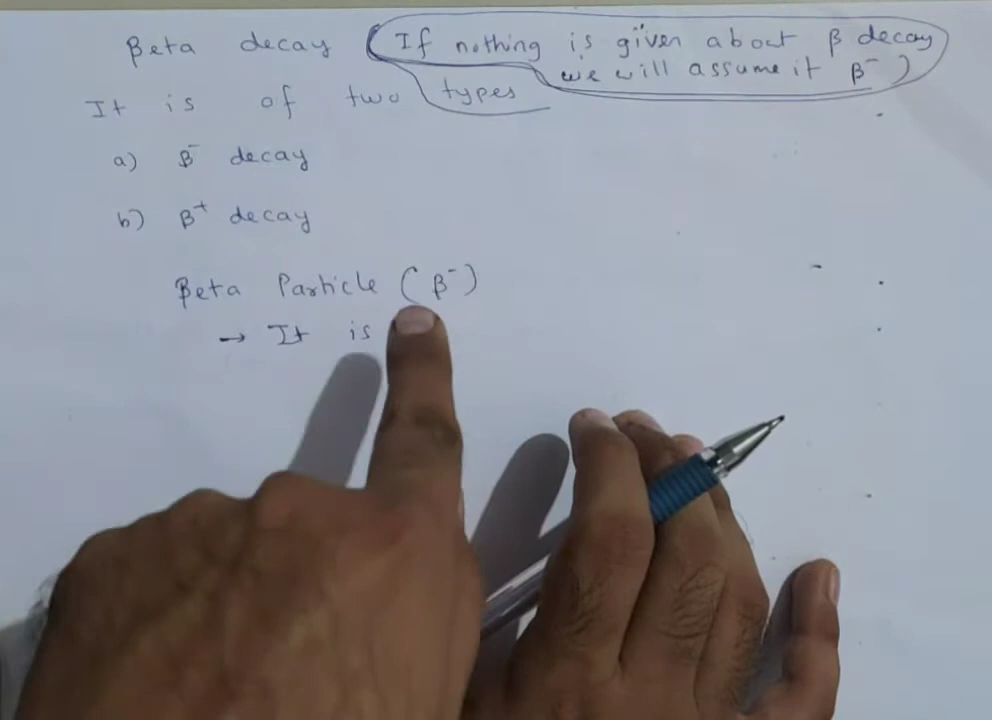 Beta decay (If nothing is given about β decay
we will assume it β⁻)
It is of two types
a) β⁻ decay
b) β⁺ decay
Beta Particle (β⁻)
→ It is